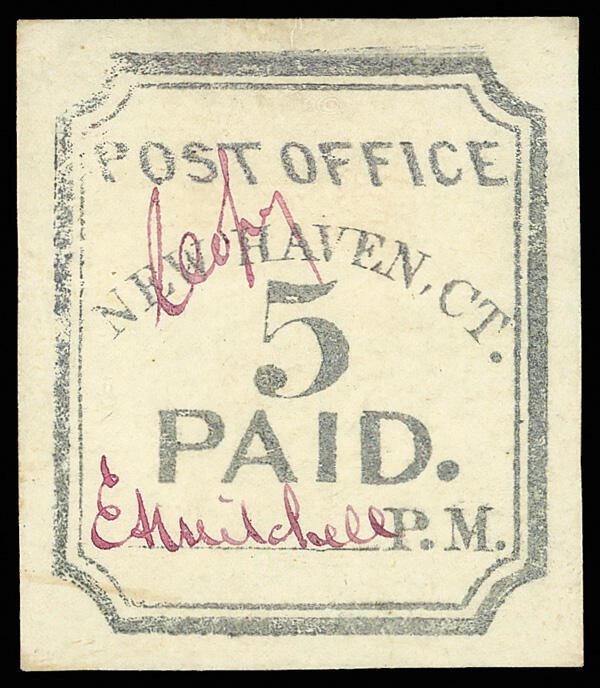 POST OFFICE
Copy
NEW HAVEN, CT.
5
PAID.
E A Mitchell P.M.